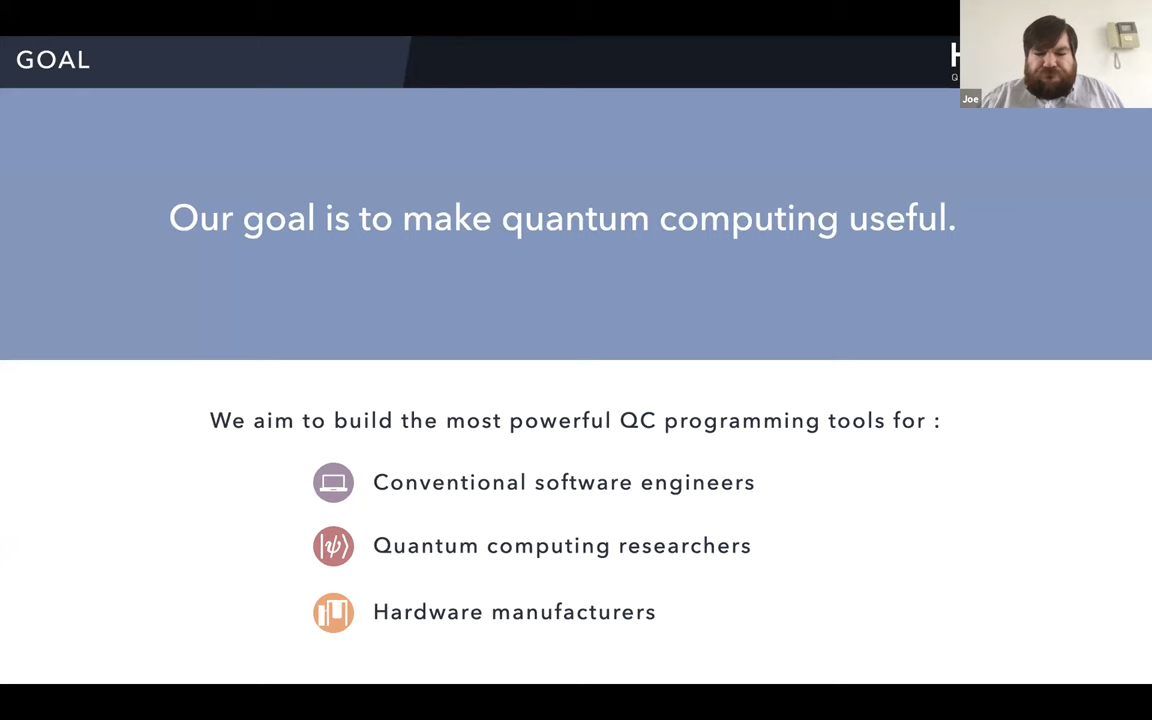 GOAL
H
Q
Joe
Our goal is to make quantum computing useful.
We aim to build the most powerful QC programming tools for :
Conventional software engineers
|ψ⟩
Quantum computing researchers
Hardware manufacturers